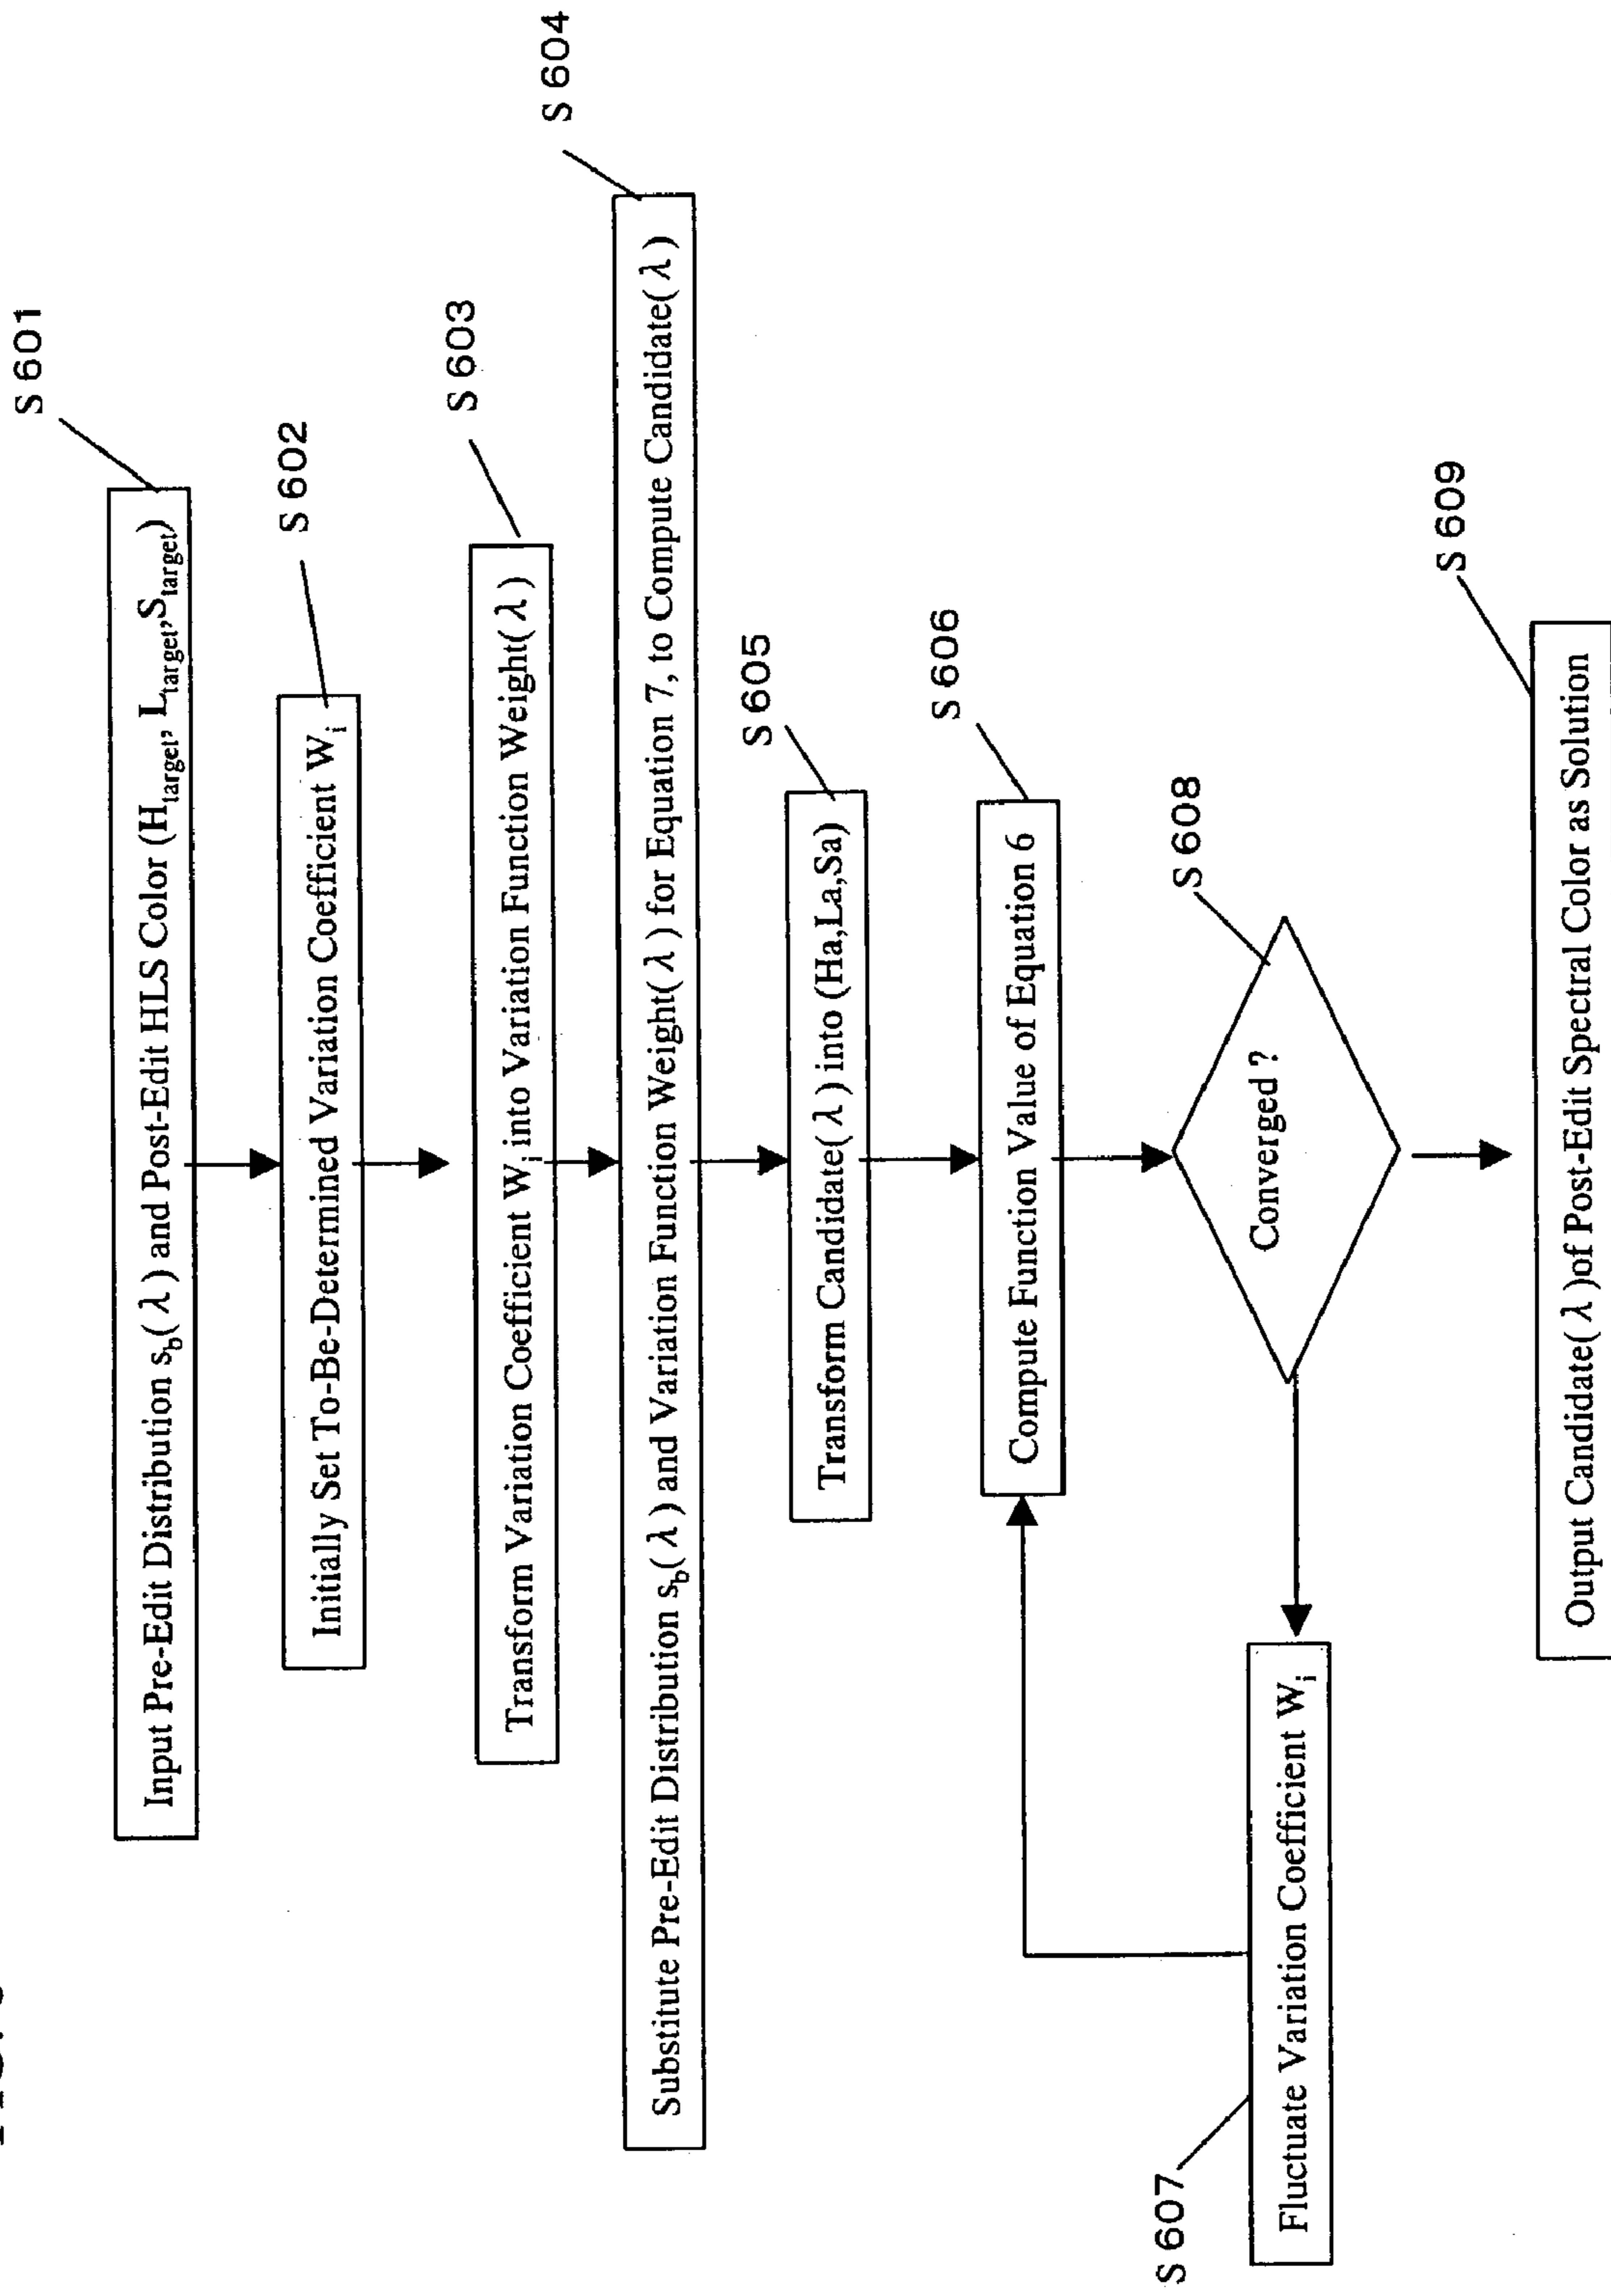 S 601
Input Pre-Edit Distribution s_b( λ ) and Post-Edit HLS Color (H_target, L_target, S_target)
S 602
Initially Set To-Be-Determined Variation Coefficient W_i
S 603
Transform Variation Coefficient W_i into Variation Function Weight( λ )
S 604
Substitute Pre-Edit Distribution s_b( λ ) and Variation Function Weight( λ ) for Equation 7, to Compute Candidate( λ )
S 605
Transform Candidate( λ ) into (Ha,La,Sa)
S 606
Compute Function Value of Equation 6
S 608
Converged ?
S 607
Fluctuate Variation Coefficient W_i
S 609
Output Candidate( λ )of Post-Edit Spectral Color as Solution